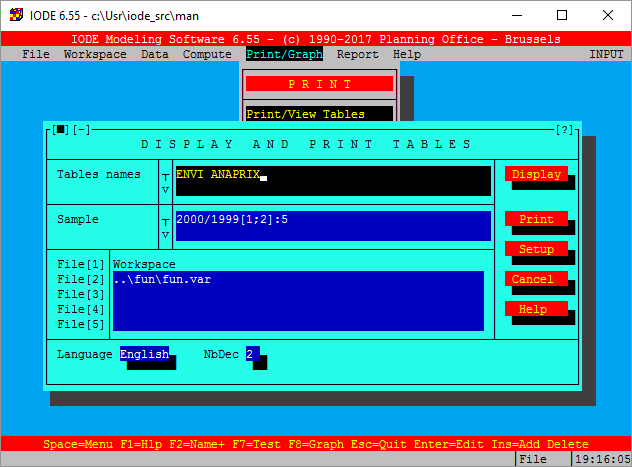 IODE 6.55 - c:\Usr\iode_src\man
IODE Modeling Software 6.55 - (c) 1990-2017 Planning Office - Brussels
File Workspace Data Compute Print/Graph Report Help INPUT
P R I N T
Print/View Tables
[■][-] [?]
D I S P L A Y A N D P R I N T T A B L E S
Tables names ENVI ANAPRIX Display
Sample 2000/1999[1;2]:5 Print
Setup
File[1] Workspace
File[2] ..\fun\fun.var Cancel
File[3]
File[4] Help
File[5]
Language English NbDec 2
Space=Menu F1=Hlp F2=Name+ F7=Test F8=Graph Esc=Quit Enter=Edit Ins=Add Delete
File 19:16:05